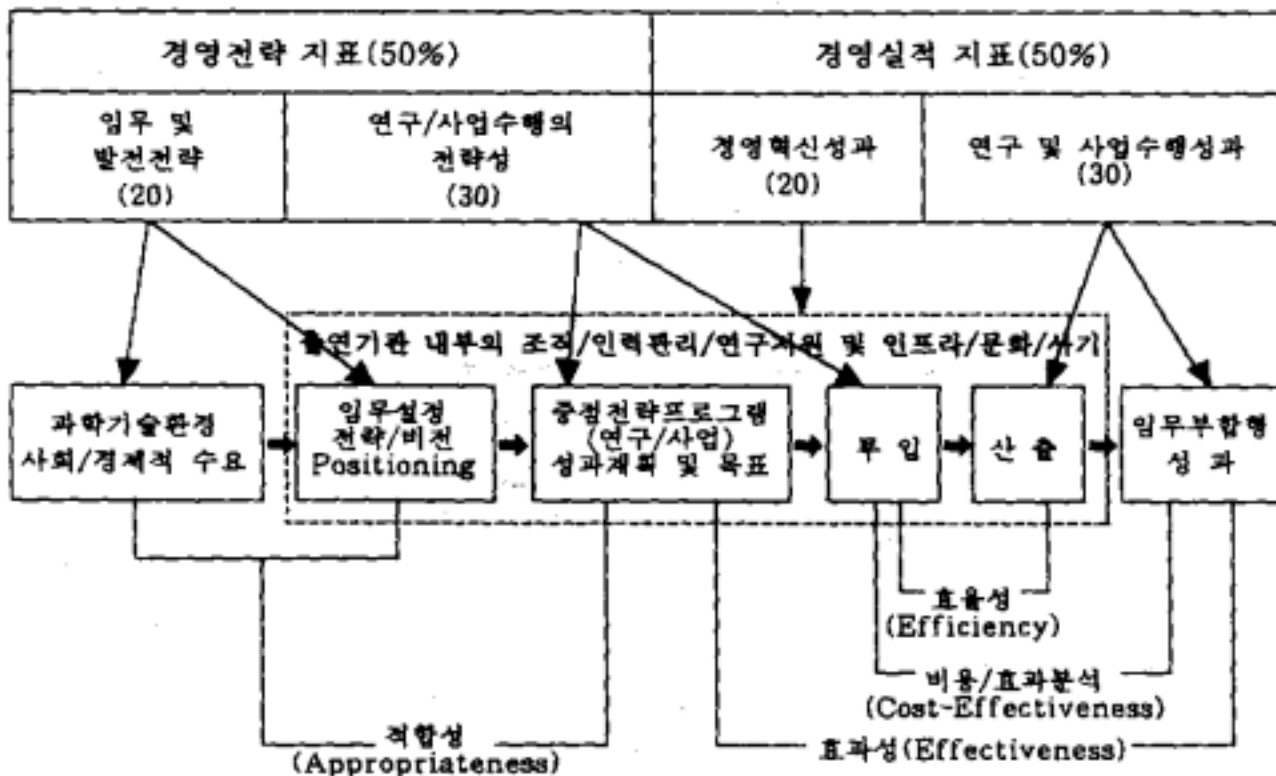 경영전략 지표(50%)
경영실적 지표(50%)
임무 및
발전전략
(20)
연구/사업수행의
전략성
(30)
경영혁신성과
(20)
연구 및 사업수행성과
(30)
출연기관 내부의 조직/인력관리/연구지원 및 인프라/문화/사기
과학기술환경
사회/경제적 수요
임무설정
전략/비전
Positioning
중점전략프로그램
(연구/사업)
성과계획 및 목표
투 입
산 출
임무부합형
성 과
효율성
(Efficiency)
비용/효과분석
(Cost-Effectiveness)
적합성
(Appropriateness)
효과성(Effectiveness)